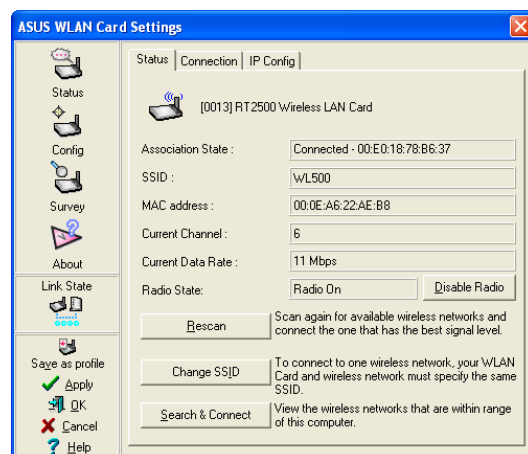 ASUS WLAN Card Settings
Status
Config
Survey
About
Link State
Save as profile
Apply
OK
Cancel
Help
Status Connection IP Config
[0013] RT2500 Wireless LAN Card
Association State : Connected - 00:E0:18:78:B6:37
SSID : WL500
MAC address : 00:0E:A6:22:AE:B8
Current Channel : 6
Current Data Rate : 11 Mbps
Radio State: Radio On Disable Radio
Rescan
Scan again for available wireless networks and
connect the one that has the best signal level.
Change SSID
To connect to one wireless network, your WLAN
Card and wireless network must specify the same
SSID.
Search & Connect
View the wireless networks that are within range
of this computer.